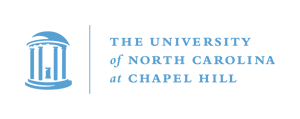 THE UNIVERSITY
of NORTH CAROLINA
at CHAPEL HILL